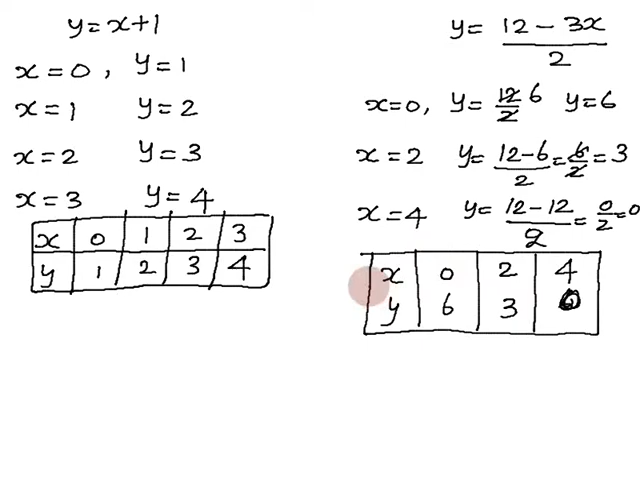 y = x+1
x = 0, y = 1
x = 1 y = 2
x = 2 y = 3
x = 3 y = 4
x 0 1 2 3
y 1 2 3 4
y = (12 - 3x)/2
x=0, y = 12/2 6 y = 6
x = 2 y = (12-6)/2 = 6/2 = 3
x = 4 y = (12-12)/2 = 0/2 = 0
x 0 2 4
y 6 3 0